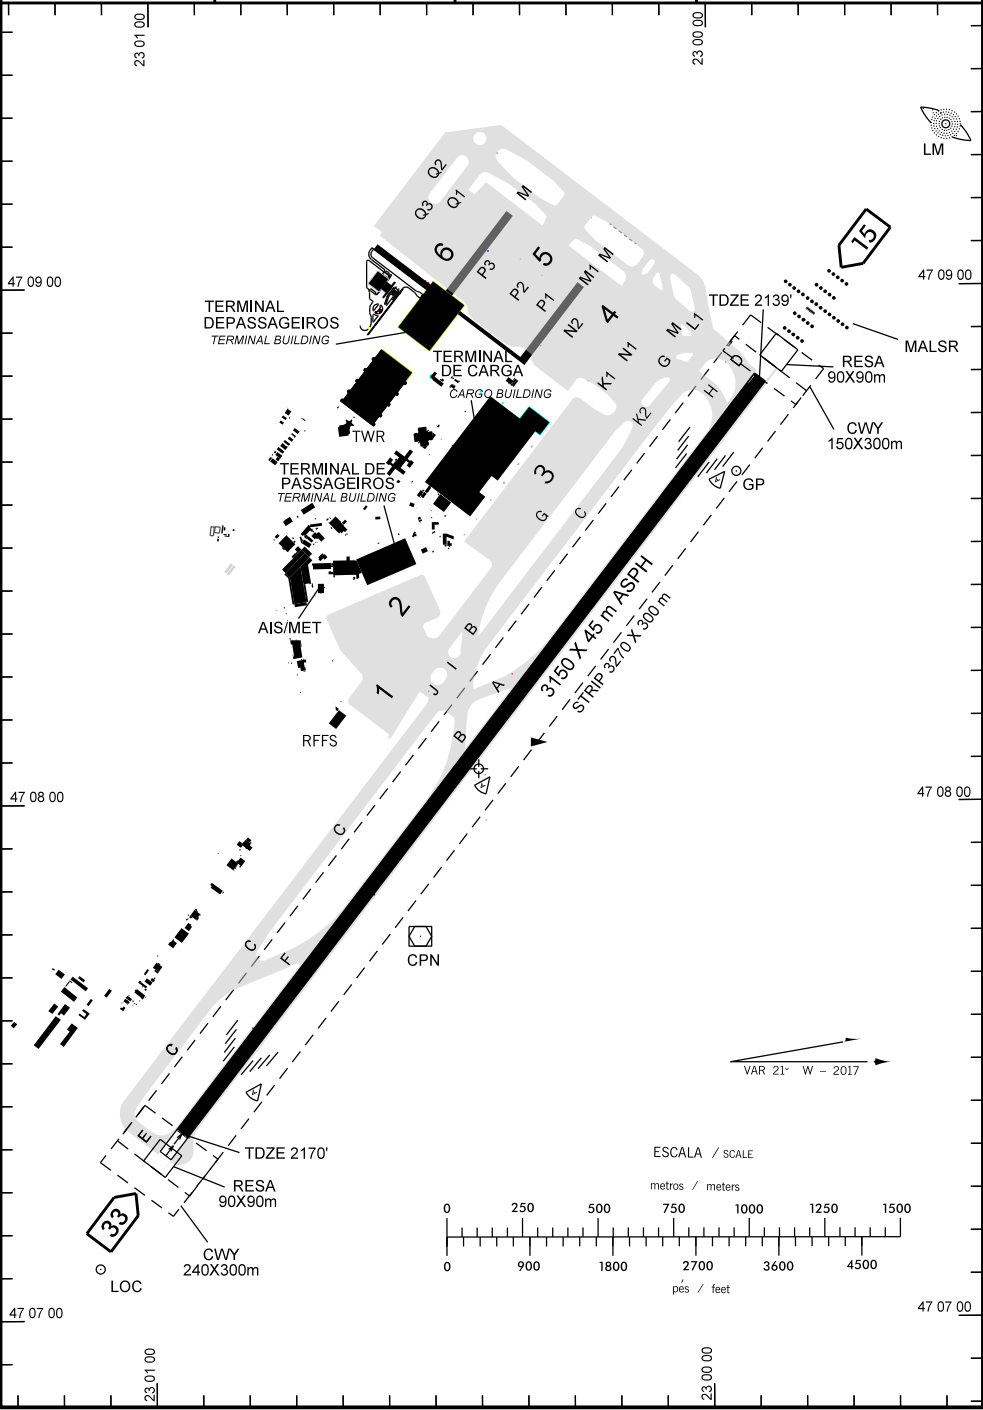 23 01 00
23 00 00
LM
15
Q2
Q1
Q3
M
6
5
P3
P2
P1
M1
M
4
N2
N1
M
L1
47 09 00
47 09 00
TDZE 2139'
TERMINAL
DEPASSAGEIROS
TERMINAL BUILDING
MALSR
TERMINAL
DE CARGA
CARGO BUILDING
K1
G
D
H
RESA
90X90m
K2
CWY
150X300m
TWR
TERMINAL DE
PASSAGEIROS
TERMINAL BUILDING
3
GP
G
C
AIS/MET
2
B
3150 X 45 m ASPH
STRIP 3270 X 300 m
I
J
A
1
RFFS
B
47 08 00
47 08 00
C
C
F
CPN
C
VAR 21° W - 2017
E
TDZE 2170'
RESA
90X90m
33
CWY
240X300m
LOC
ESCALA / SCALE
metros / meters
0 250 500 750 1000 1250 1500
0 900 1800 2700 3600 4500
pés / feet
47 07 00
47 07 00
23 01 00
23 00 00